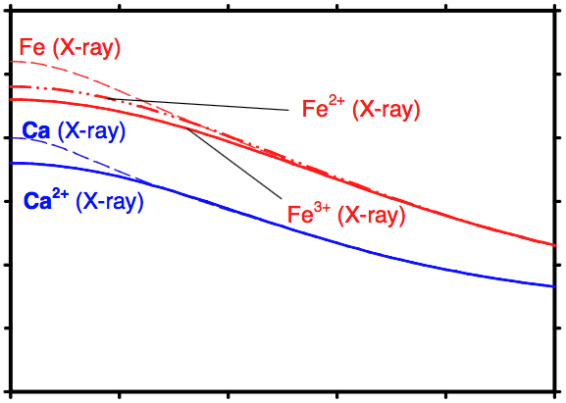 Fe (X-ray)
Fe²⁺ (X-ray)
Ca (X-ray)
Ca²⁺ (X-ray)
Fe³⁺ (X-ray)